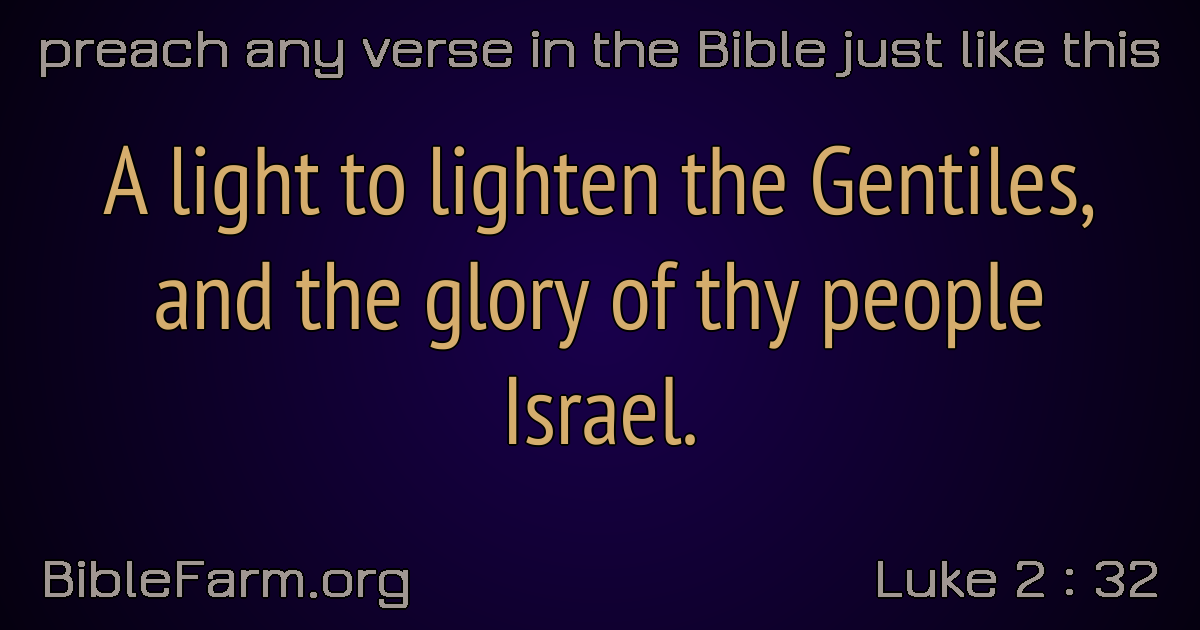 preach any verse in the Bible just like this
A light to lighten the Gentiles,
and the glory of thy people
Israel.
BibleFarm.org
Luke 2 : 32